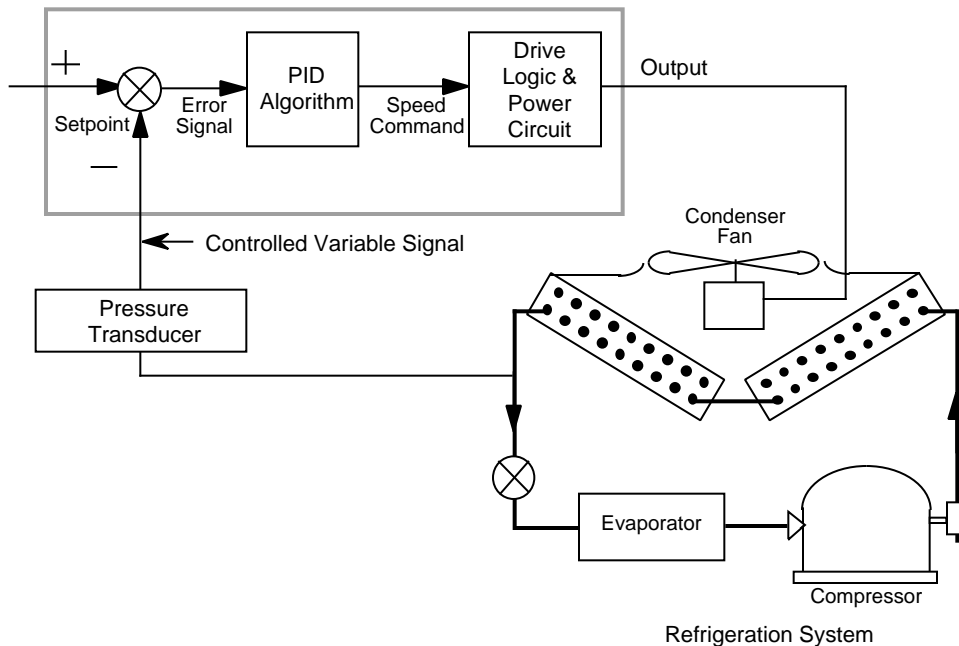 +
Setpoint
—
Error
Signal
PID
Algorithm
Speed
Command
Drive
Logic &
Power
Circuit
Output
Controlled Variable Signal
Pressure
Transducer
Condenser
Fan
Evaporator
Compressor
Refrigeration System